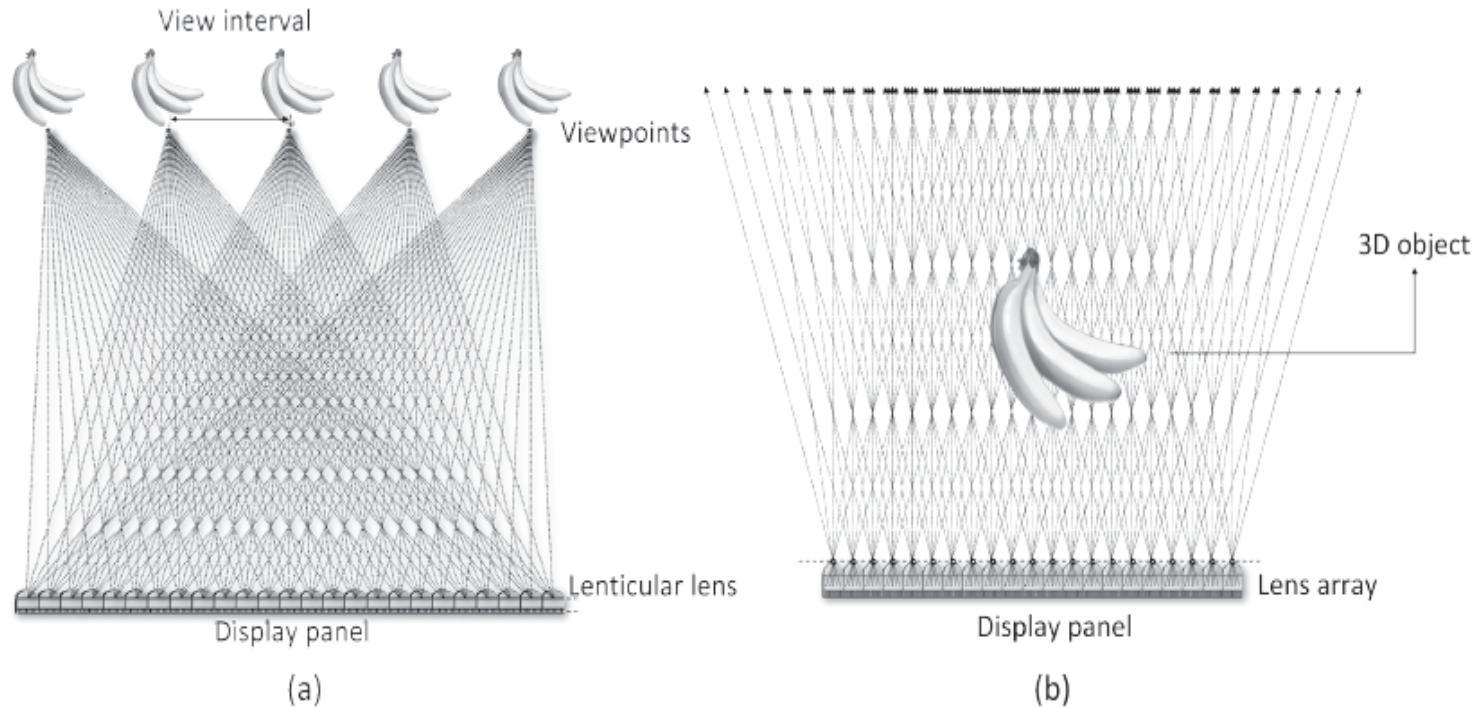 View interval
Viewpoints
Lenticular lens
Display panel
(a)
3D object
Lens array
Display panel
(b)